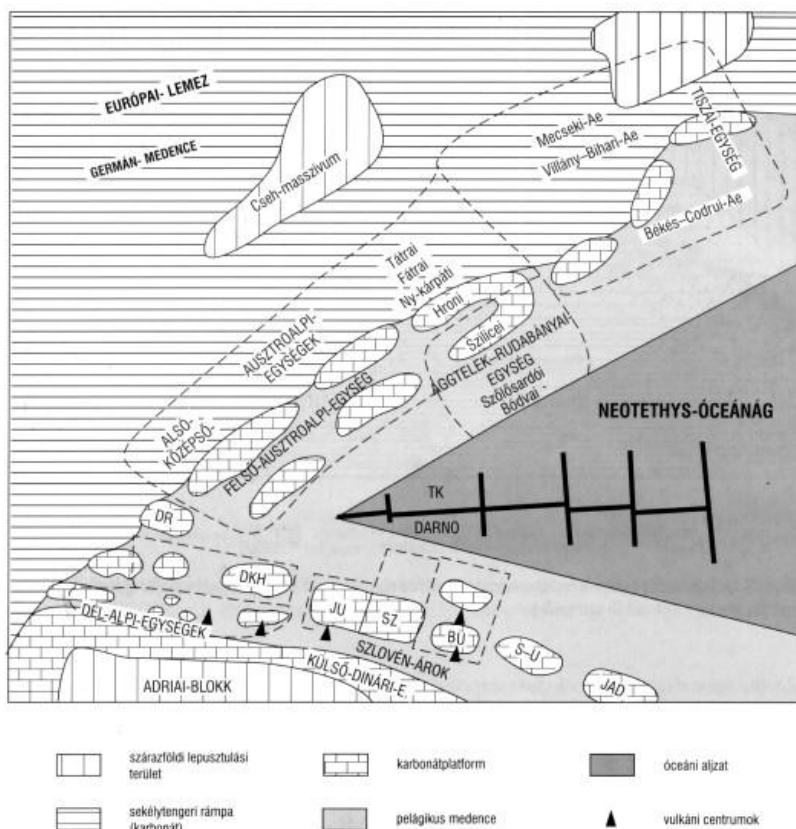 EURÓPAI- LEMEZ
GERMÁN- MEDENCE
Cseh-masszívum
Mecseki-Ae
Villány–Bihari-Ae
TISZAI-EGYSÉG
Békés–Codrui-Ae
Tátrai
Fátrai
Ny-kárpáti
Hroni
Szilicei
AUSZTROALPI-
EGYSÉGEK
ALSÓ-
KÖZÉPSŐ-
FELSŐ-AUSZTROALPI-EGYSÉG
AGGTELEK–RUDABÁNYAI-
EGYSÉG
Szőlősardói
Bódvai
NEOTETHYS-ÓCEÁNÁG
TK
DARNO
DR
DKH
JU
SZ
BÜ
S–U
JAD
DÉL-ALPI-EGYSÉGEK
SZLOVÉN-ÁROK
KÜLSŐ-DINÁRI-E.
ADRIAI-BLOKK
szárazföldi lepusztulási
terület
karbonátplatform
óceáni aljzat
sekélytengeri rámpa
(karbonát)
pelágikus medence
vulkáni centrumok